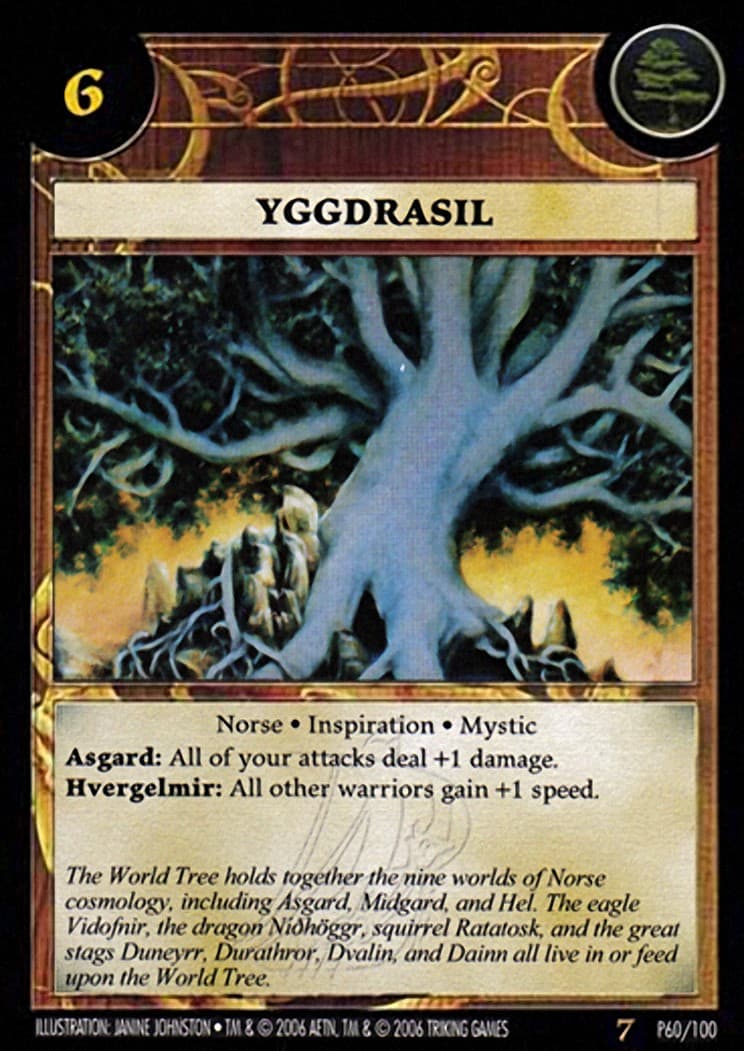 6
YGGDRASIL
Norse • Inspiration • Mystic
Asgard: All of your attacks deal +1 damage.
Hvergelmir: All other warriors gain +1 speed.
The World Tree holds together the nine worlds of Norse
cosmology, including Asgard, Midgard, and Hel. The eagle
Vidofnir, the dragon Níðhöggr, squirrel Ratatosk, and the great
stags Duneyrr, Durathror, Dvalin, and Dainn all live in or feed
upon the World Tree.
ILLUSTRATION: JANINE JOHNSTON • TM & © 2006 AETN, TM & © 2006 TRIKING GAMES 7 P60/100